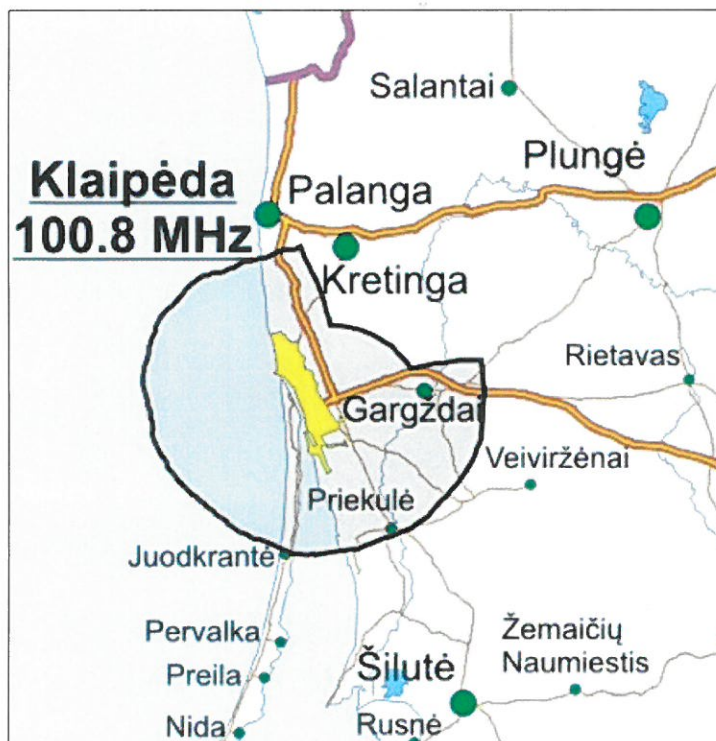 Salantai
Plungė
Klaipėda
100.8 MHz
Palanga
Kretinga
Rietavas
Gargždai
Veiviržėnai
Priekulė
Juodkrantė
Pervalka
Žemaičių
Naumiestis
Preila
Šilutė
Nida
Rusnė